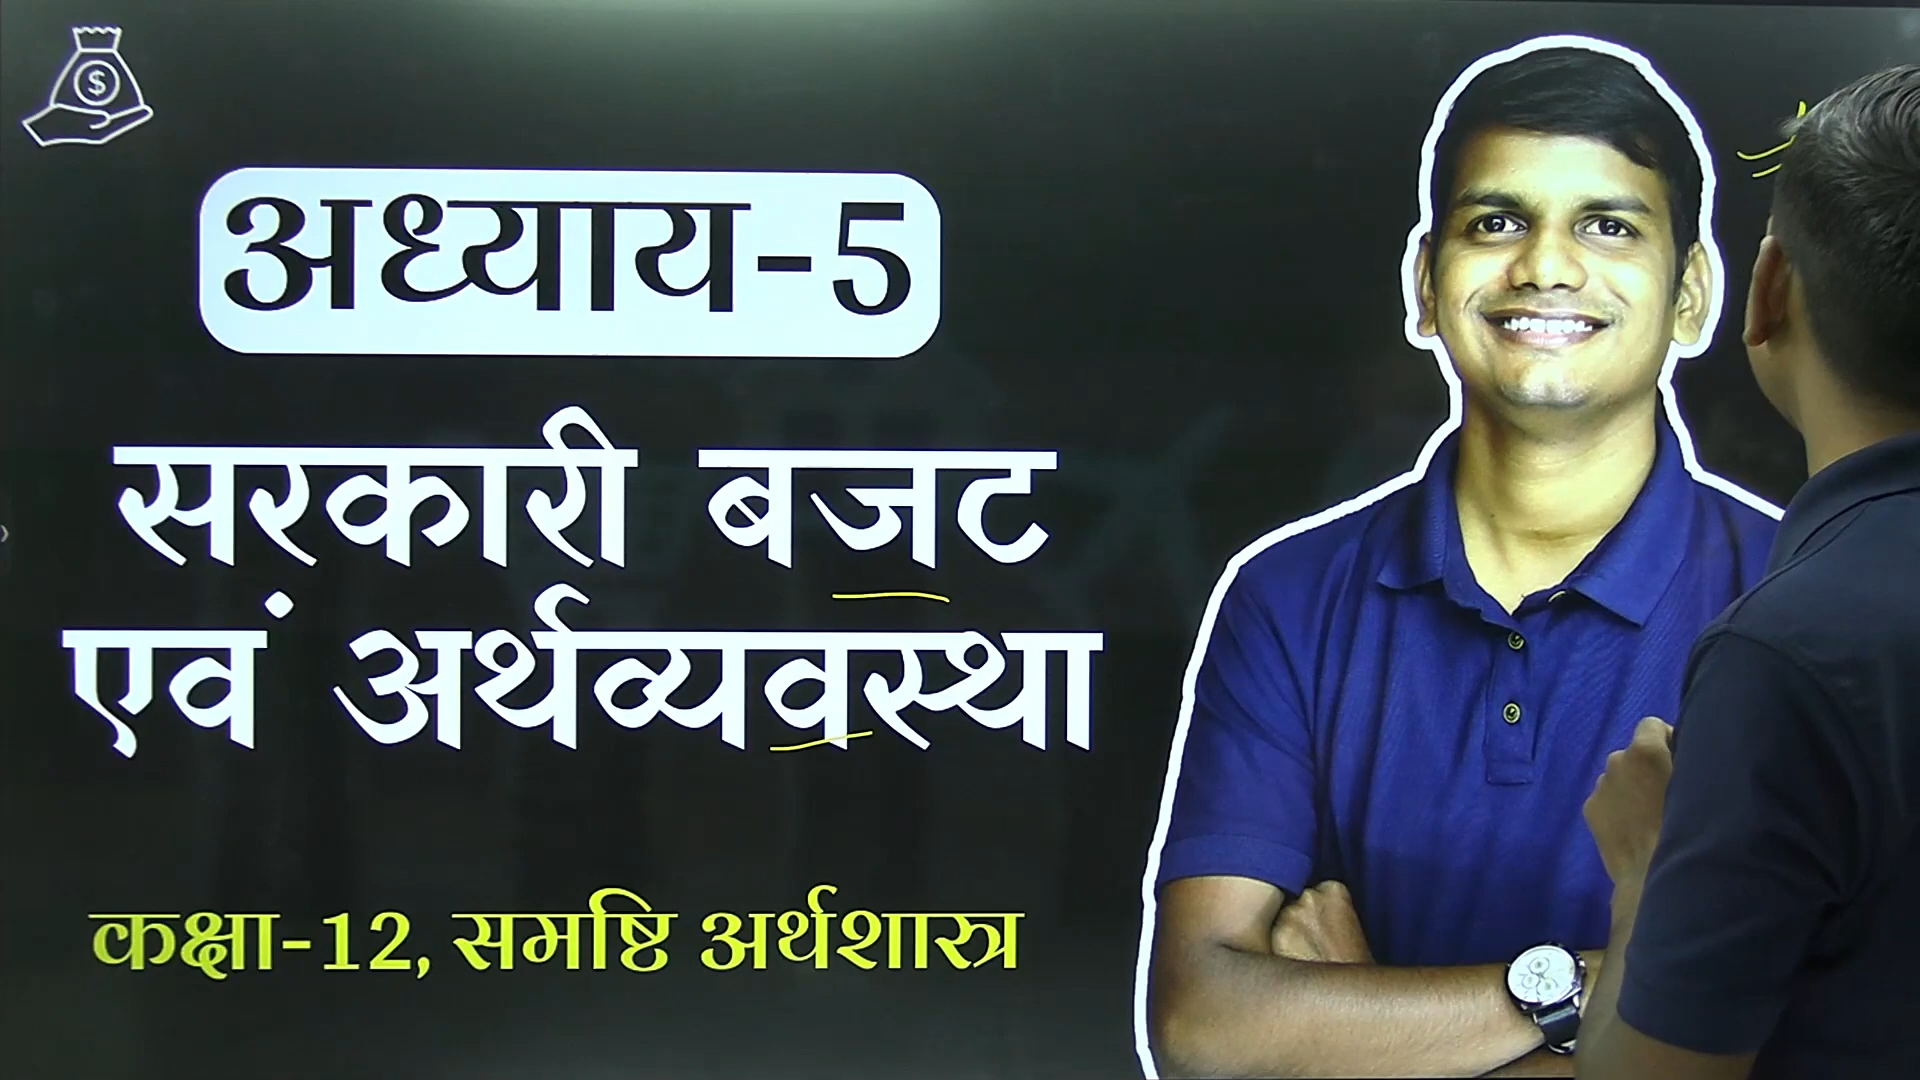 $
अध्याय-5
सरकारी बजट
एवं अर्थव्यवस्था
कक्षा-12, समष्टि अर्थशास्त्र